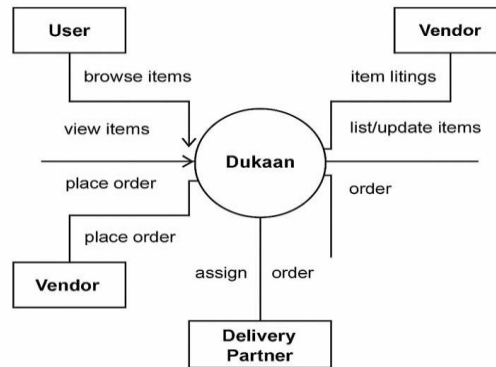 User
Vendor
browse items
item litings
view items
list/update items
Dukaan
place order
order
place order
Vendor
assign order
Delivery
Partner